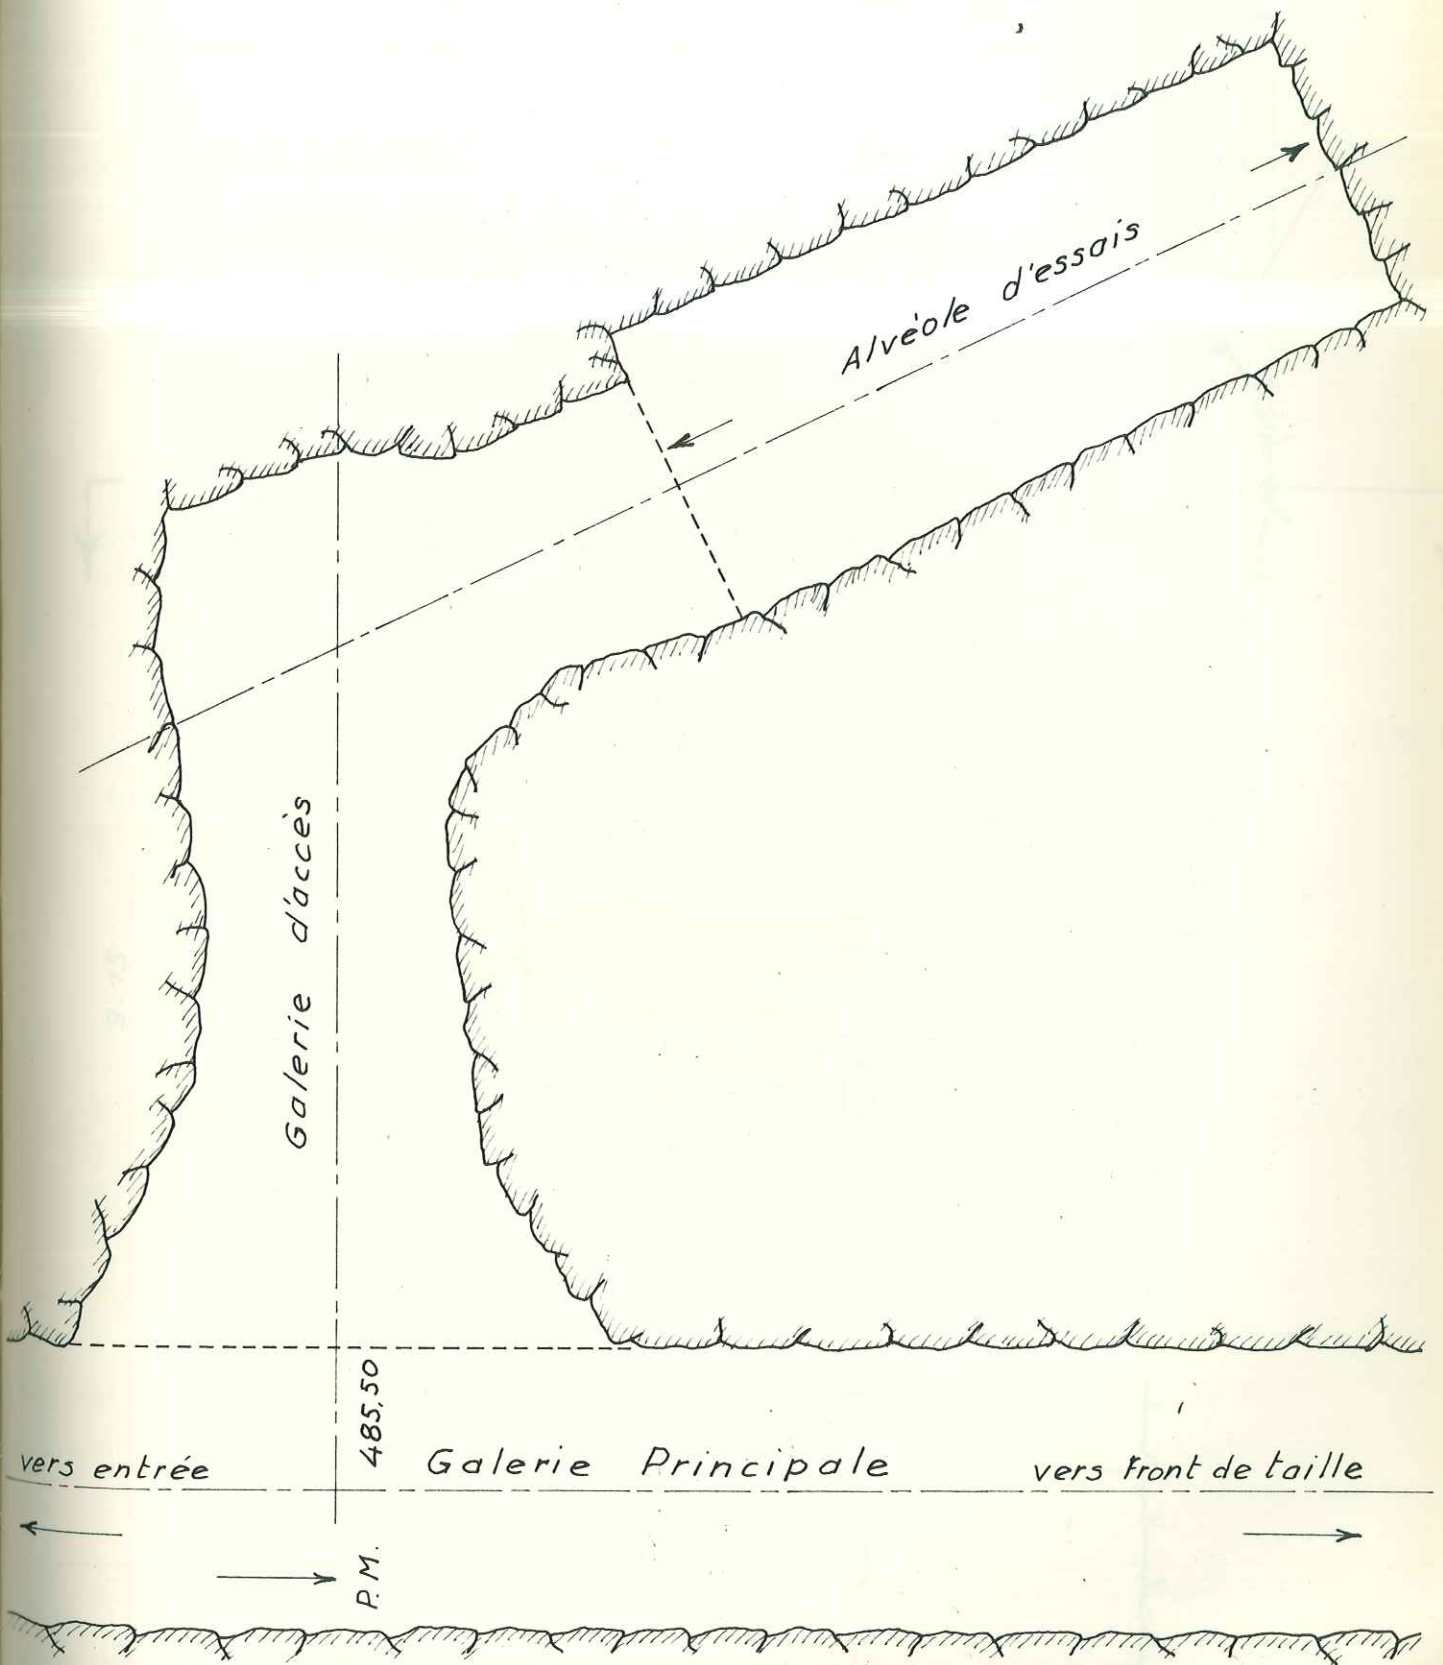 Alvéole d'essais
Galerie d'accès
P.M. 485,50
vers entrée
Galerie Principale
vers Front de taille